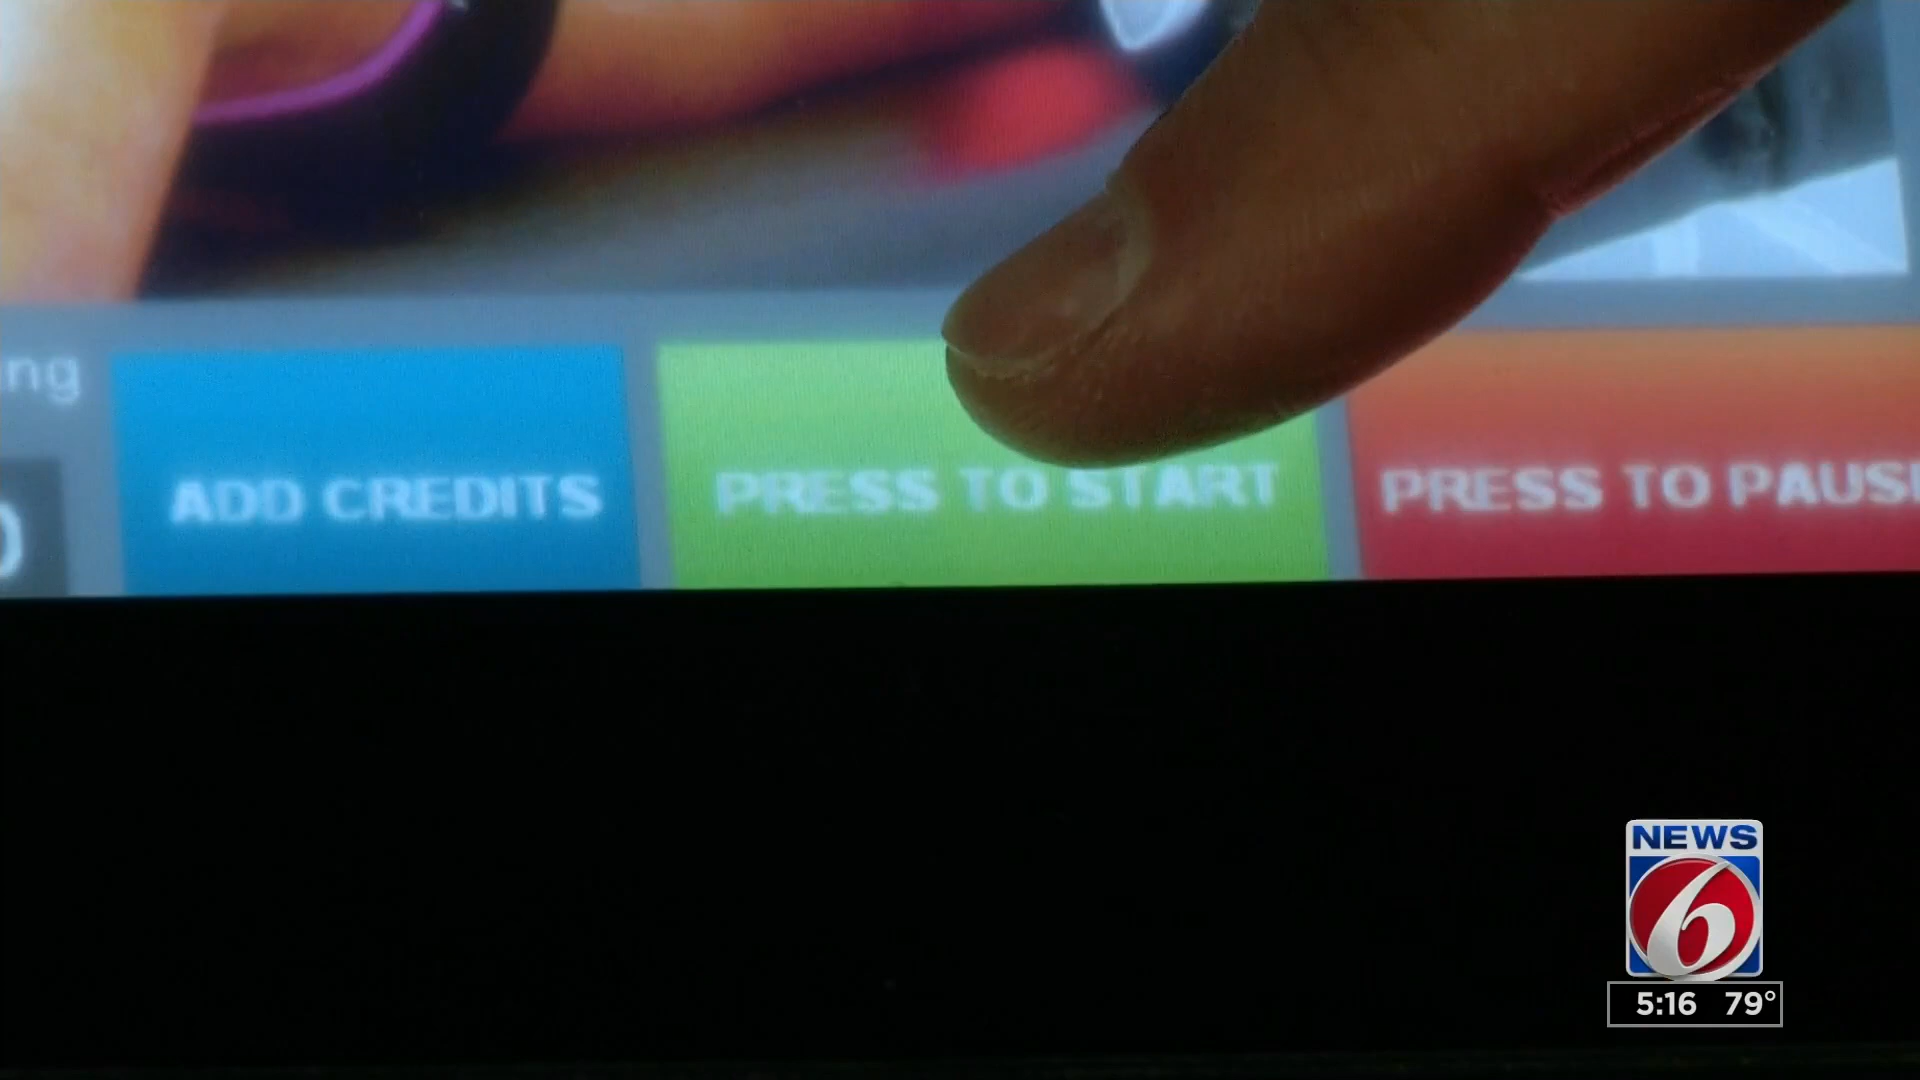 ng
ADD CREDITS
PRESS TO START
PRESS TO PAUS
NEWS
6
5:16 79°